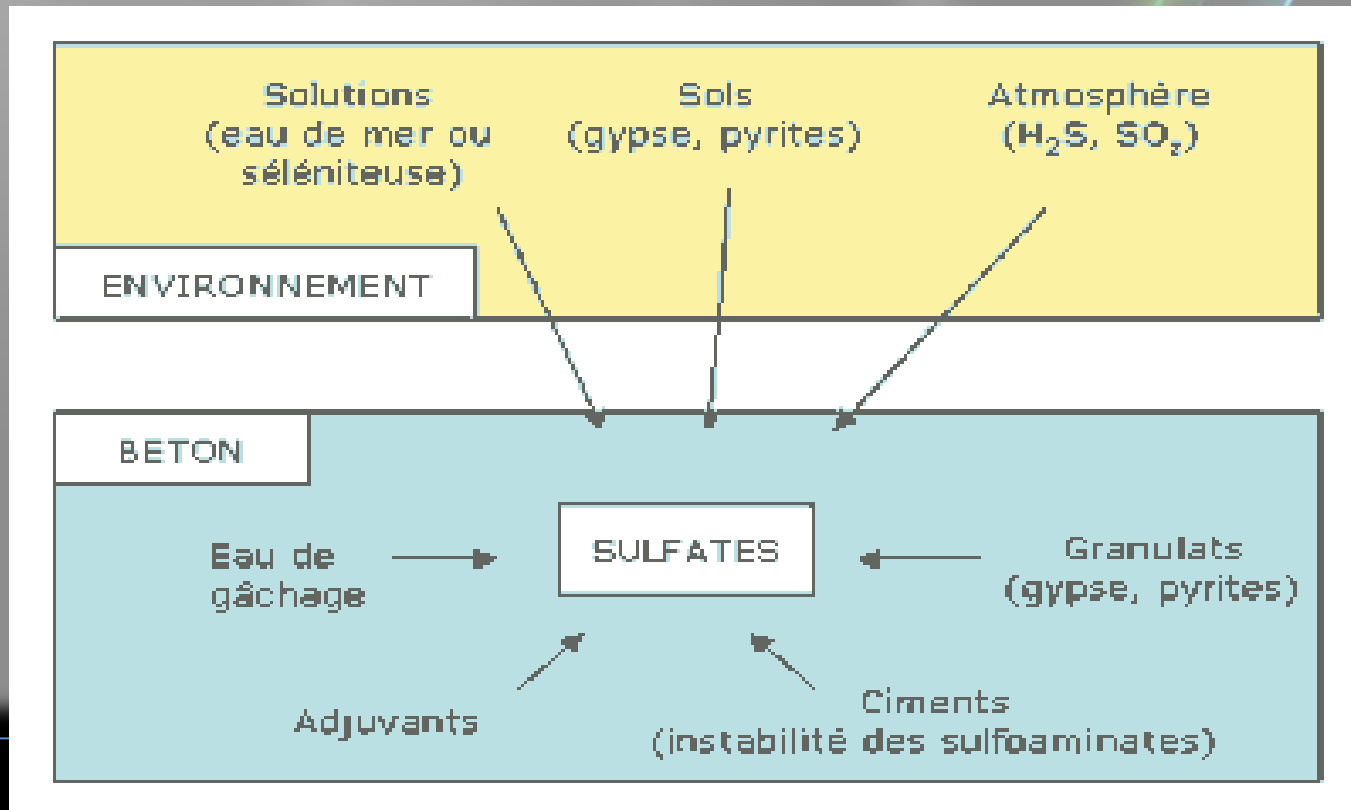 Solutions
(eau de mer ou
séléniteuse)
Sols
(gypse, pyrites)
Atmosphère
(H₂S, SO₂)
ENVIRONNEMENT
BETON
SULFATES
Eau de
gâchage
Granulats
(gypse, pyrites)
Adjuvants
Ciments
(instabilité des sulfoaminates)